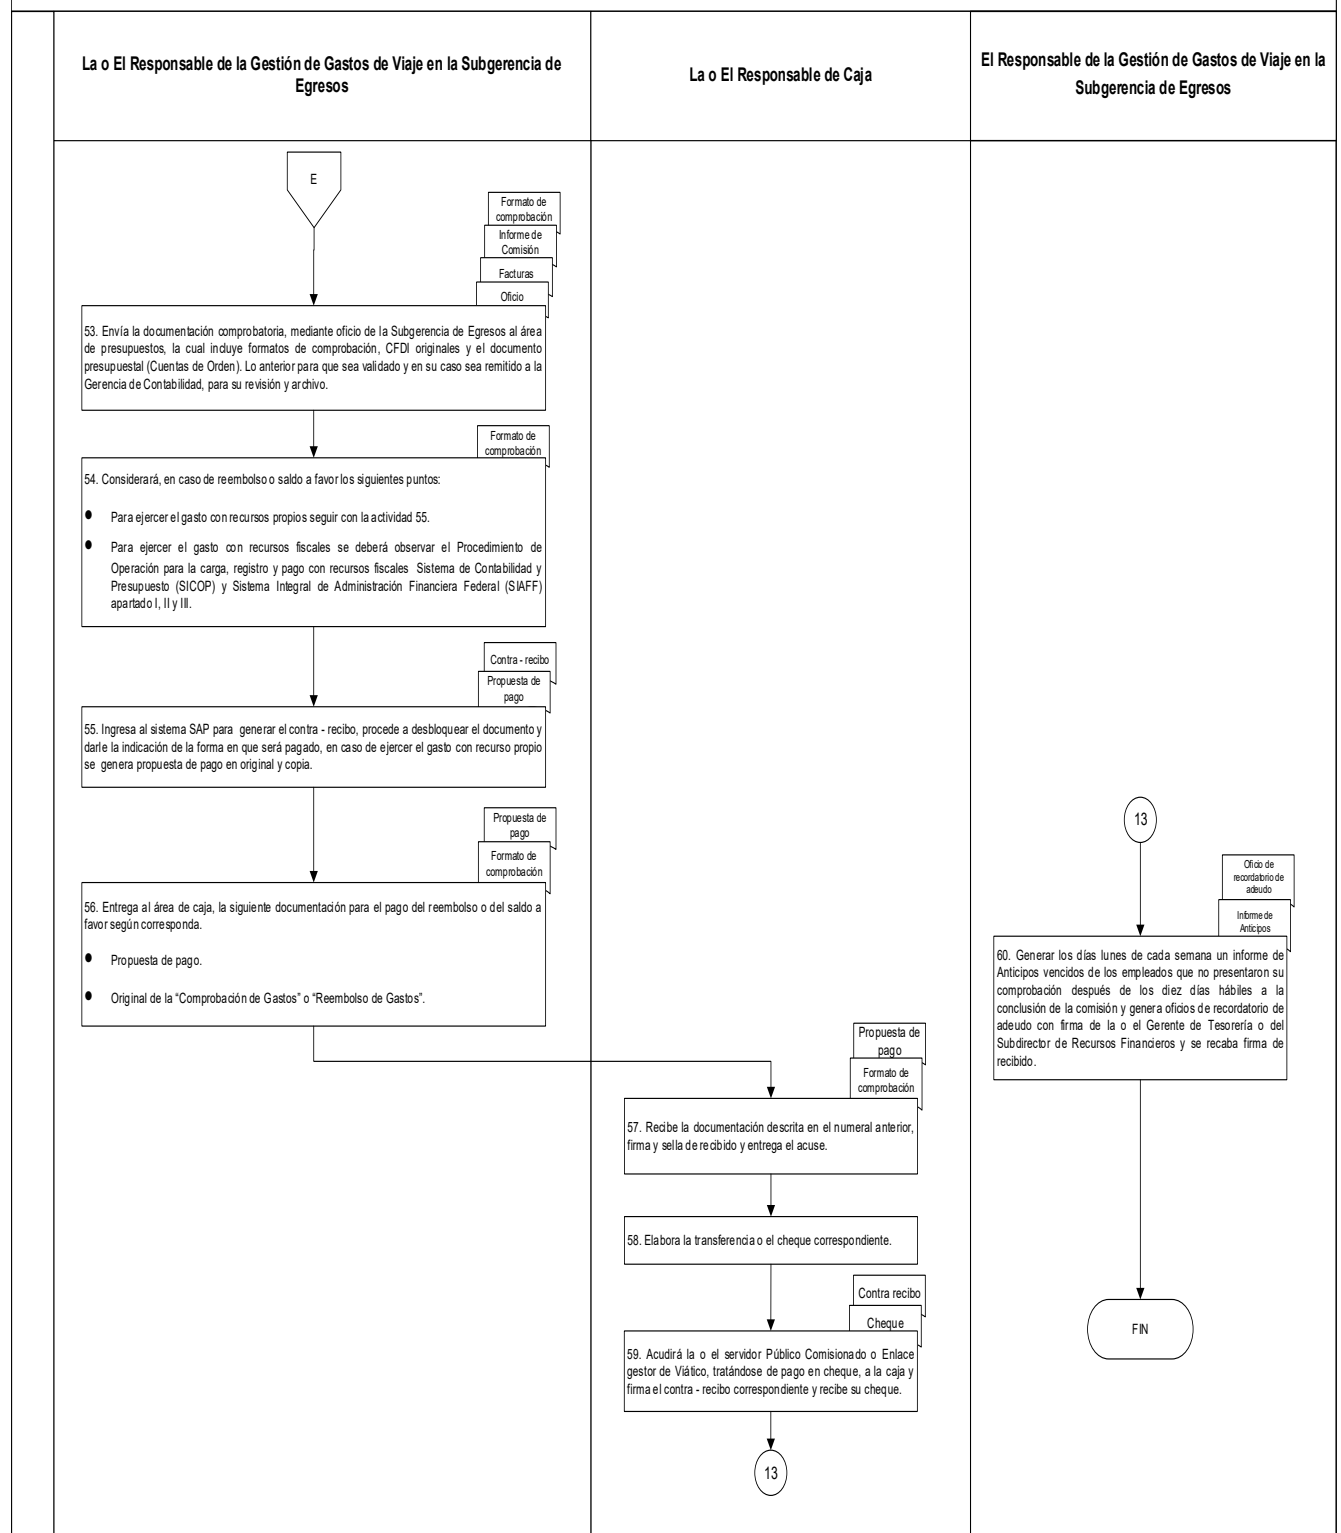 La o El Responsable de la Gestión de Gastos de Viaje en la Subgerencia de
Egresos
La o El Responsable de Caja
El Responsable de la Gestión de Gastos de Viaje en la
Subgerencia de Egresos
E
Formato de
comprobación
Informe de
Comisión
Facturas
Oficio
53. Envía la documentación comprobatoria, mediante oficio de la Subgerencia de Egresos al área
de presupuestos, la cual incluye formatos de comprobación, CFDI originales y el documento
presupuestal (Cuentas de Orden). Lo anterior para que sea validado y en su caso sea remitido a la
Gerencia de Contabilidad, para su revisión y archivo.
Formato de
comprobación
54. Considerará, en caso de reembolso o saldo a favor los siguientes puntos:
● Para ejercer el gasto con recursos propios seguir con la actividad 55.
● Para ejercer el gasto con recursos fiscales se deberá observar el Procedimiento de
Operación para la carga, registro y pago con recursos fiscales Sistema de Contabilidad y
Presupuesto (SICOP) y Sistema Integral de Administración Financiera Federal (SIAFF)
apartado I, II y III.
Contra - recibo
Propuesta de
pago
55. Ingresa al sistema SAP para generar el contra - recibo, procede a desbloquear el documento y
darle la indicación de la forma en que será pagado, en caso de ejercer el gasto con recurso propio
se genera propuesta de pago en original y copia.
Propuesta de
pago
Formato de
comprobación
56. Entrega al área de caja, la siguiente documentación para el pago del reembolso o del saldo a
favor según corresponda.
● Propuesta de pago.
● Original de la “Comprobación de Gastos” o “Reembolso de Gastos”.
Propuesta de
pago
Formato de
comprobación
57. Recibe la documentación descrita en el numeral anterior,
firma y sella de recibido y entrega el acuse.
58. Elabora la transferencia o el cheque correspondiente.
Contra recibo
Cheque
59. Acudirá la o el servidor Público Comisionado o Enlace
gestor de Viático, tratándose de pago en cheque, a la caja y
firma el contra - recibo correspondiente y recibe su cheque.
13
13
Oficio de
recordatorio de
adeudo
Informe de
Anticipos
60. Generar los días lunes de cada semana un informe de
Anticipos vencidos de los empleados que no presentaron su
comprobación después de los diez días hábiles a la
conclusión de la comisión y genera oficios de recordatorio de
adeudo con firma de la o el Gerente de Tesorería o del
Subdirector de Recursos Financieros y se recaba firma de
recibido.
FIN